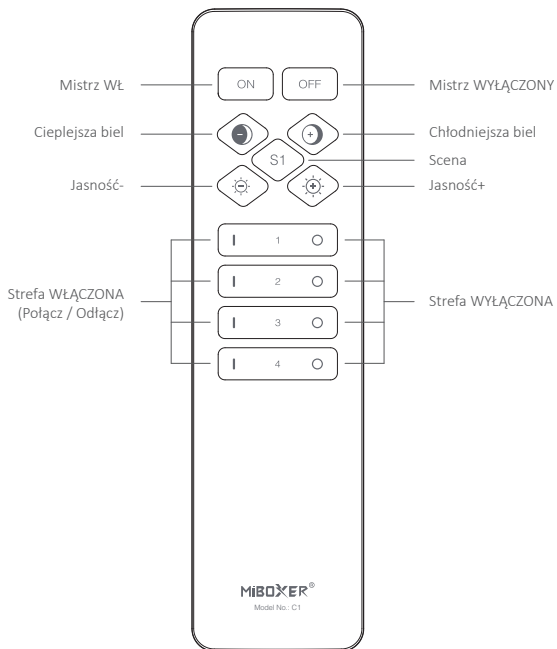 Mistrz WŁ
ON
OFF
Mistrz WYŁĄCZONY
Cieplejsza biel
Chłodniejsza biel
S1
Scena
Jasność-
Jasność+
1
2
Strefa WŁĄCZONA
(Połącz / Odłącz)
Strefa WYŁĄCZONA
3
4
MiBOXER®
Model No.: C1